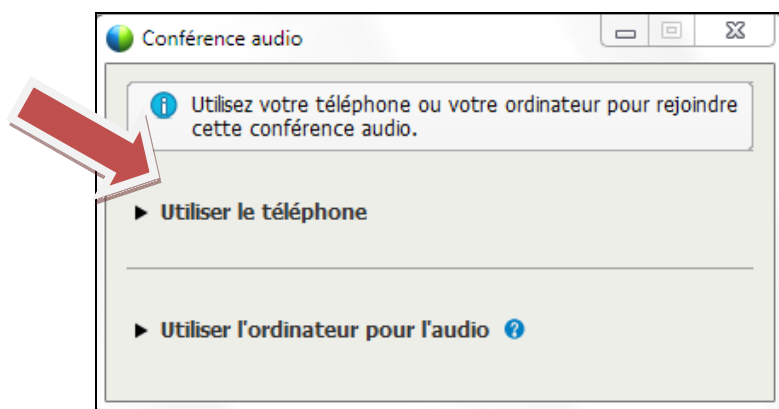 Conférence audio
Utilisez votre téléphone ou votre ordinateur pour rejoindre
cette conférence audio.
Utiliser le téléphone
Utiliser l'ordinateur pour l'audio